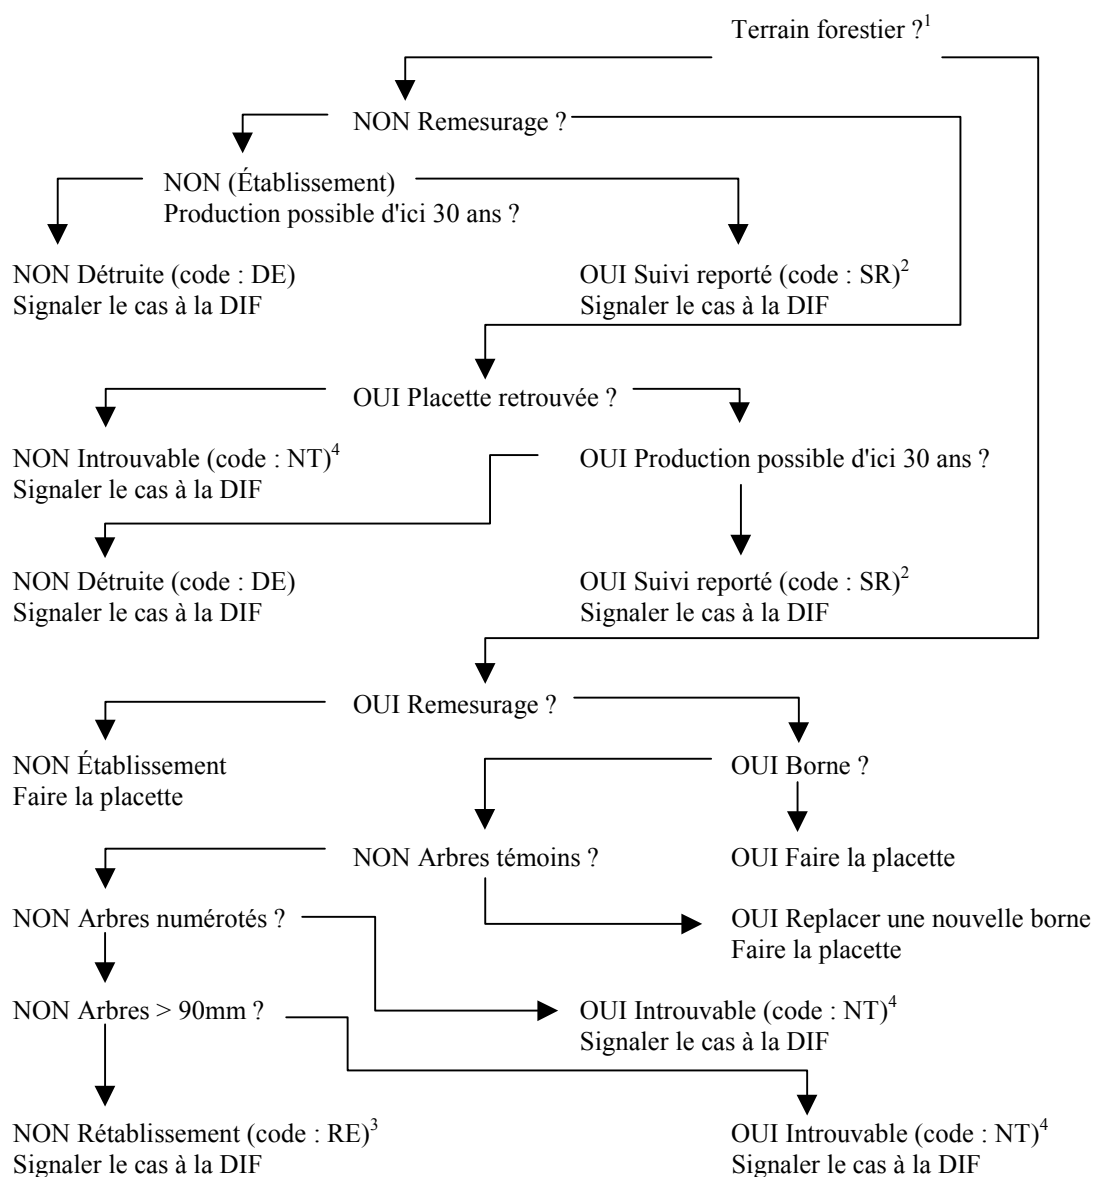 Terrain forestier ?1
NON Remesurage ?
NON (Établissement)
Production possible d'ici 30 ans ?
NON Détruite (code : DE)
Signaler le cas à la DIF
OUI Suivi reporté (code : SR)2
Signaler le cas à la DIF
OUI Placette retrouvée ?
NON Introuvable (code : NT)4
Signaler le cas à la DIF
OUI Production possible d'ici 30 ans ?
NON Détruite (code : DE)
Signaler le cas à la DIF
OUI Suivi reporté (code : SR)2
Signaler le cas à la DIF
OUI Remesurage ?
NON Établissement
Faire la placette
OUI Borne ?
NON Arbres témoins ?
OUI Faire la placette
NON Arbres numérotés ?
OUI Replacer une nouvelle borne
Faire la placette
NON Arbres > 90mm ?
OUI Introuvable (code : NT)4
Signaler le cas à la DIF
NON Rétablissement (code : RE)3
Signaler le cas à la DIF
OUI Introuvable (code : NT)4
Signaler le cas à la DIF